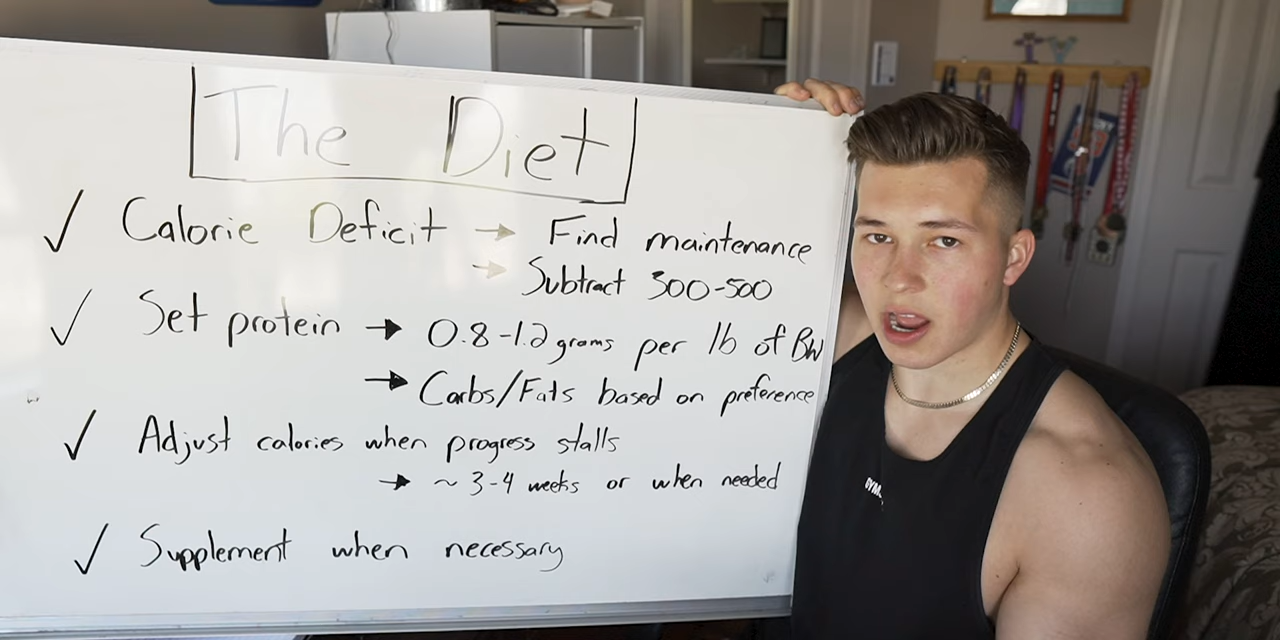 The Diet
✓ Calorie Deficit → Find maintenance
→ Subtract 300-500
✓ Set protein → 0.8-1.2 grams per lb of BW
→ Carbs/Fats based on preference
✓ Adjust calories when progress stalls
→ ~ 3-4 weeks or when needed
✓ Supplement when necessary